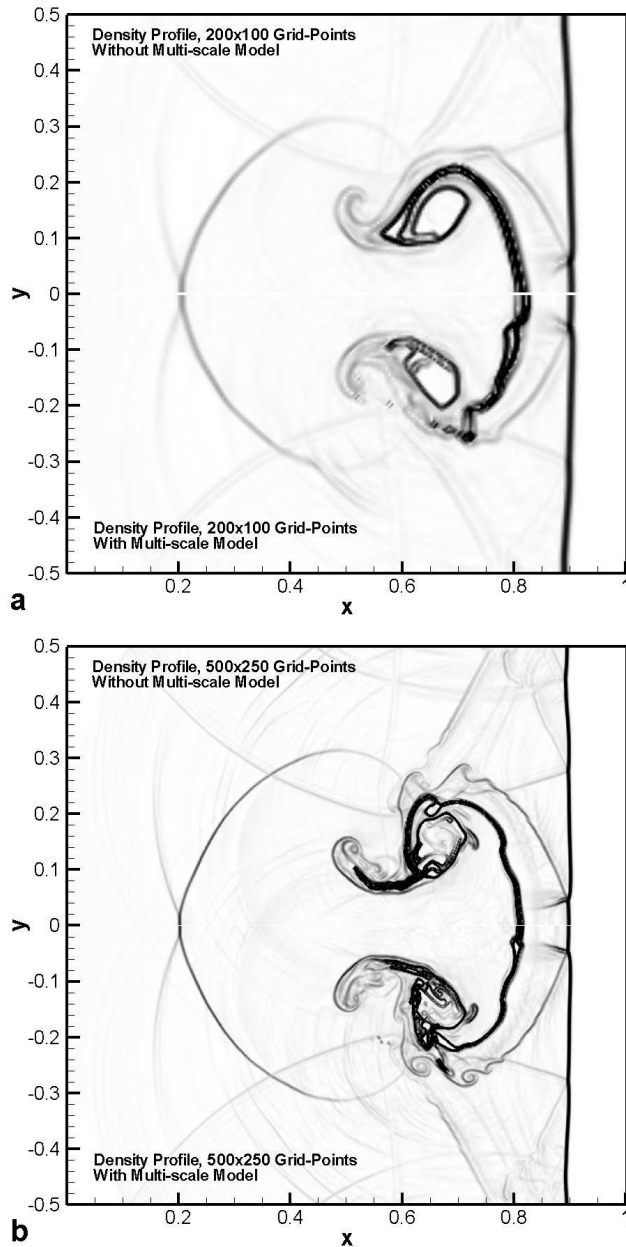 0.5
Density Profile, 200x100 Grid-Points
Without Multi-scale Model
0.4
0.3
0.2
0.1
y
0
-0.1
-0.2
-0.3
-0.4
Density Profile, 200x100 Grid-Points
With Multi-scale Model
-0.5
0.2
0.4
0.6
0.8
1
a
x
0.5
Density Profile, 500x250 Grid-Points
Without Multi-scale Model
0.4
0.3
0.2
0.1
y
0
-0.1
-0.2
-0.3
-0.4
Density Profile, 500x250 Grid-Points
With Multi-scale Model
-0.5
0.2
0.4
0.6
0.8
1
b
x